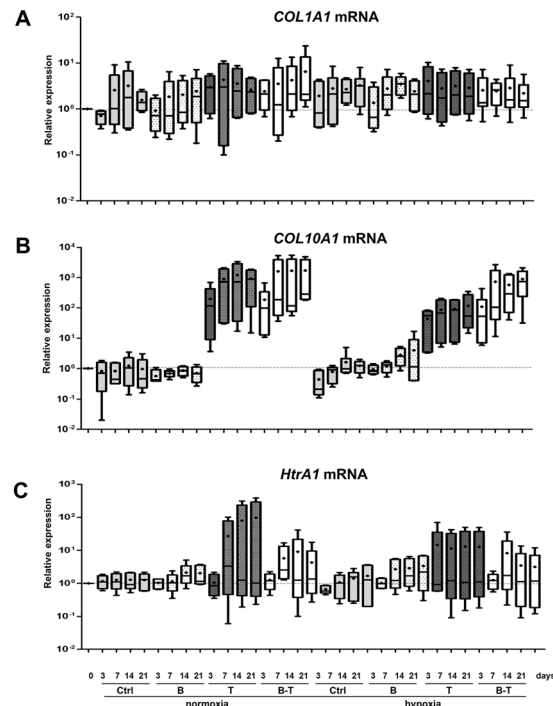 A
COL1A1 mRNA
Relative expression
10²
10¹
10⁰
10⁻¹
10⁻²
B
COL10A1 mRNA
Relative expression
10⁴
10³
10²
10¹
10⁰
10⁻¹
10⁻²
C
HtrA1 mRNA
Relative expression
10³
10²
10¹
10⁰
10⁻¹
10⁻²
0 3 7 14 21 3 7 14 21 3 7 14 21 3 7 14 21 3 7 14 21 3 7 14 21 3 7 14 21 3 7 14 21 days
Ctrl B T B-T Ctrl B T B-T
normoxia hypoxia